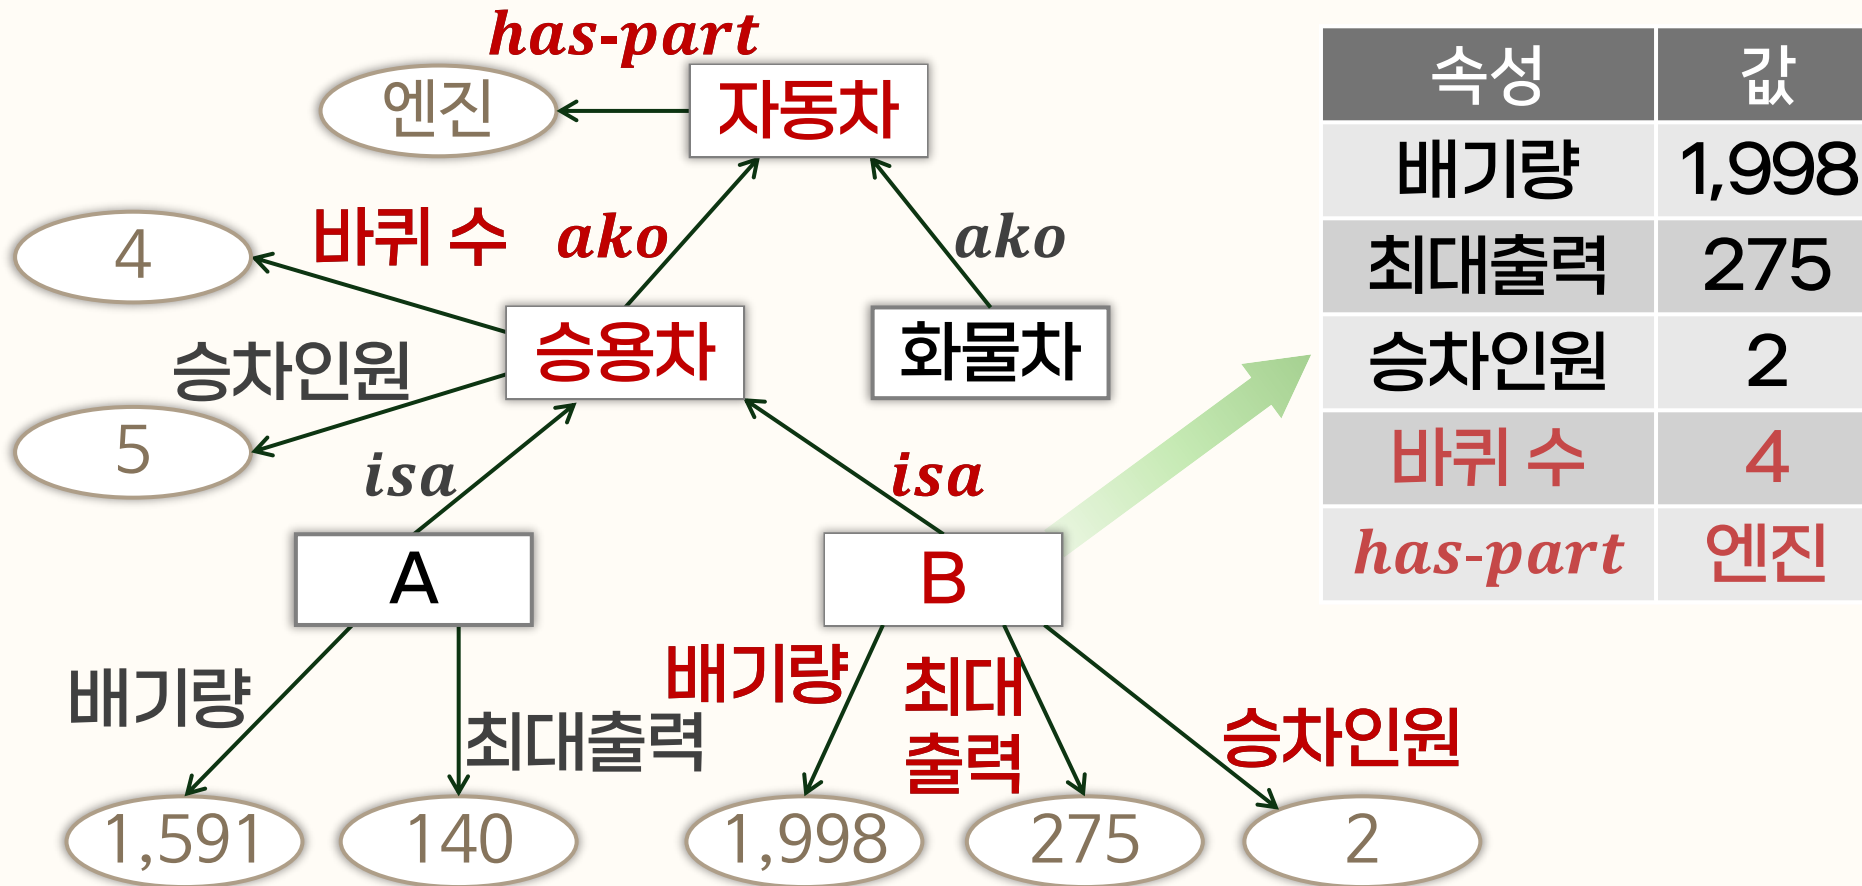 has-part
엔진
자동차
바퀴 수
ako
ako
4
승용차
화물차
승차인원
5
isa
isa
A
B
배기량
최대출력
배기량
최대
출력
승차인원
1,591
140
1,998
275
2
속성 값
배기량 1,998
최대출력 275
승차인원 2
바퀴 수 4
has-part 엔진